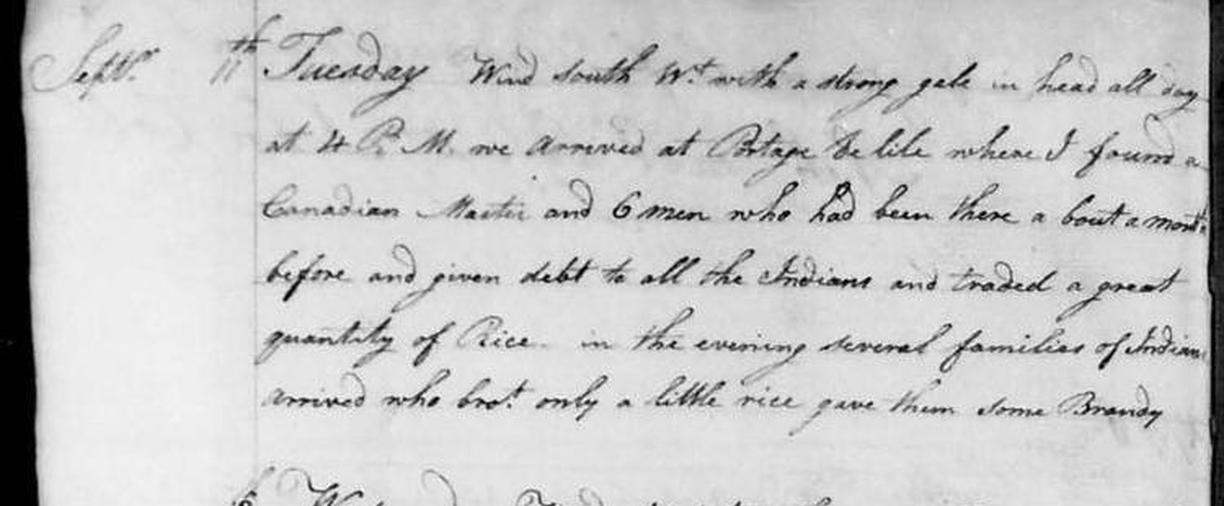 Septr. 11th Tuesday Wind south Wt. with a strong gale in head all day
at 4 P. M. we arrived at Portage De lile where I found a
Canadian Master and 6 men who had been there a bout a month
before and given debt to all the Indians and traded a great
quantity of Rice. in the evening several families of Indians
arrived who brot. only a little rice gave them some Brandy